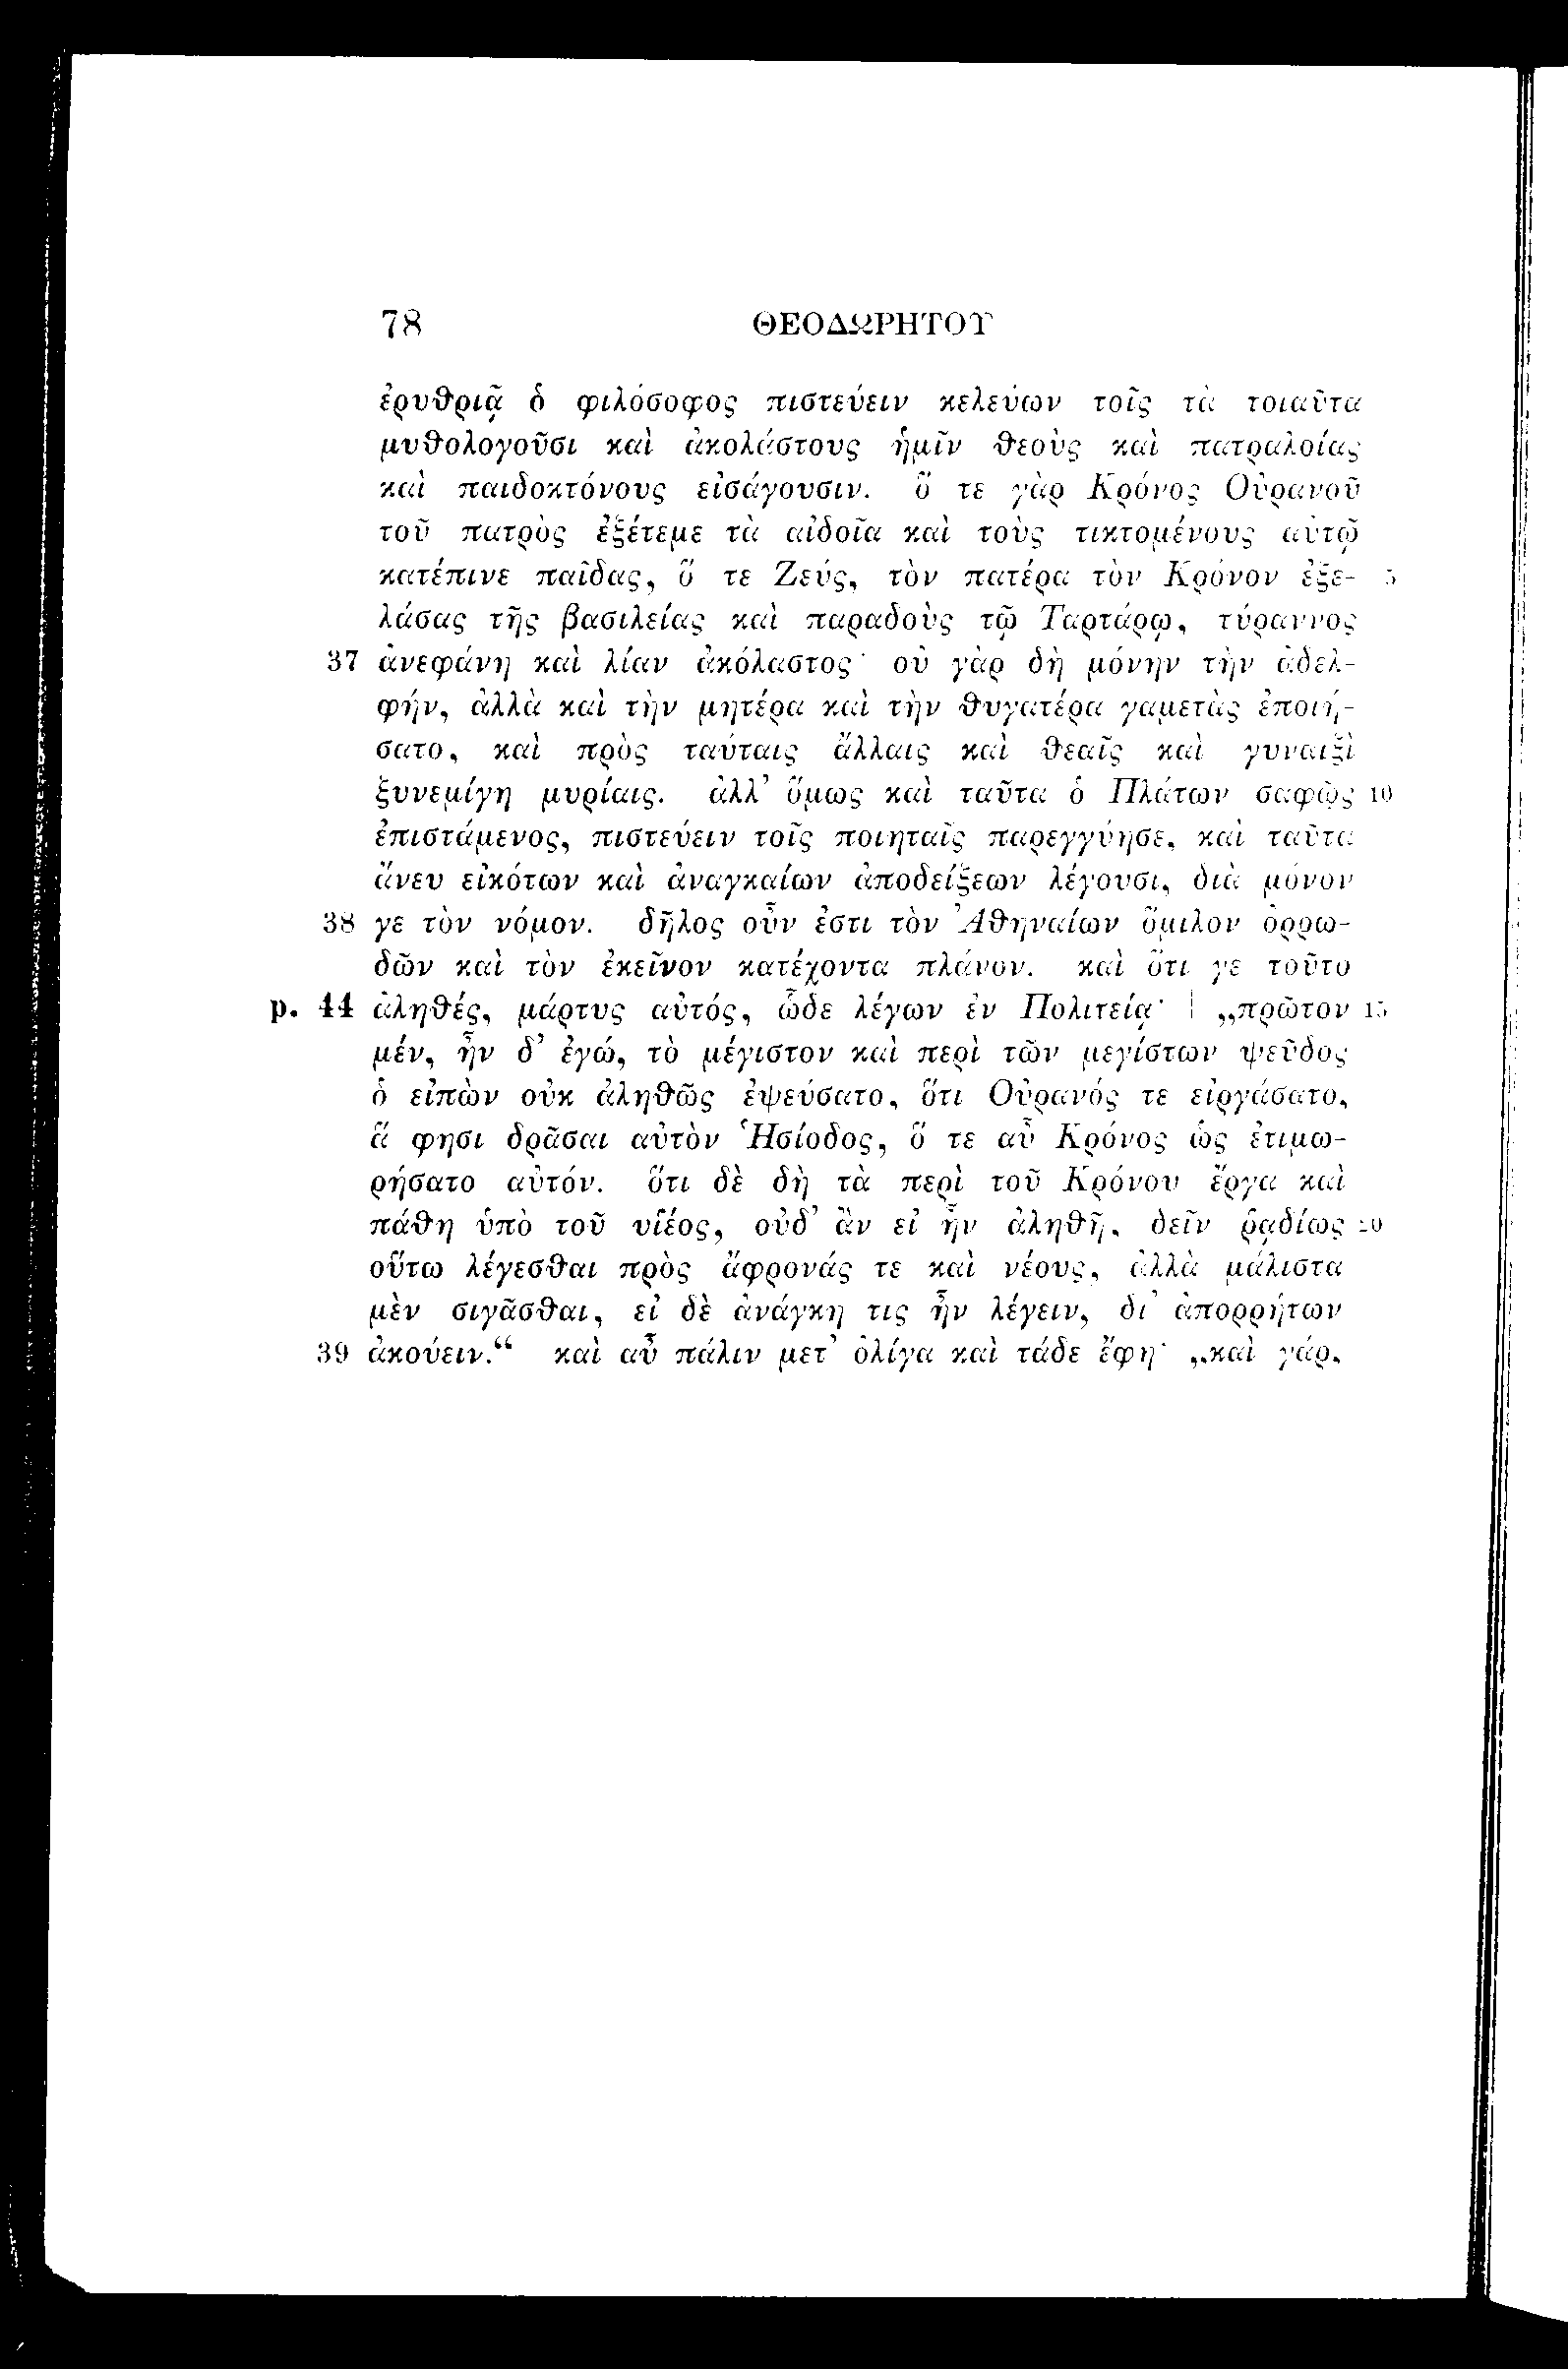 78 ΘΕΟΔΩΡΗΤΟΥ
ἐρυθριᾷ ὁ φιλόσοφος πιστεύειν κελεύων τοῖς τὰ τοιαῦτα
μυθολογοῦσι καὶ ἀκολάστους ἡμῖν θεοὺς καὶ πατραλοίας
καὶ παιδοκτόνους εἰσάγουσιν. ὅ τε γὰρ Κρόνος Οὐρανοῦ
τοῦ πατρὸς ἐξέτεμε τὰ αἰδοῖα καὶ τοὺς τικτομένους αὐτῷ
κατέπινε παῖδας, ὅ τε Ζεύς, τὸν πατέρα τὸν Κρόνον ἐξε- 5
λάσας τῆς βασιλείας καὶ παραδοὺς τῷ Ταρτάρῳ, τύραννος
37 ἀνεφάνη καὶ λίαν ἀκόλαστος· οὐ γὰρ δὴ μόνην τὴν ἀδελ-
φήν, ἀλλὰ καὶ τὴν μητέρα καὶ τὴν θυγατέρα γαμετὰς ἐποιή-
σατο, καὶ πρὸς ταύταις ἄλλαις καὶ θεαῖς καὶ γυναιξὶ
ξυνεμίγη μυρίαις. ἀλλ’ ὅμως καὶ ταῦτα ὁ Πλάτων σαφῶς 10
ἐπιστάμενος, πιστεύειν τοῖς ποιηταῖς παρεγγύησε, καὶ ταῦτα
ἄνευ εἰκότων καὶ ἀναγκαίων ἀποδείξεων λέγουσι, διὰ μόνον
38 γε τὸν νόμον. δῆλος οὖν ἐστι τὸν Ἀθηναίων ὅμιλον ὀρρω-
δῶν καὶ τὸν ἐκεῖνον κατέχοντα πλάνον. καὶ ὅτι γε τοῦτο
p. 44 ἀληθές, μάρτυς αὐτός, ὧδε λέγων ἐν Πολιτείᾳ· | „πρῶτον 15
μέν, ἦν δ’ ἐγώ, τὸ μέγιστον καὶ περὶ τῶν μεγίστων ψεῦδος
ὁ εἰπὼν οὐκ ἀληθῶς ἐψεύσατο, ὅτι Οὐρανός τε εἰργάσατο,
ἅ φησι δρᾶσαι αὐτὸν Ἡσίοδος, ὅ τε αὖ Κρόνος ὡς ἐτιμω-
ρήσατο αὐτόν. ὅτι δὲ δὴ τὰ περὶ τοῦ Κρόνου ἔργα καὶ
πάθη ὑπὸ τοῦ υἱέος, οὐδ’ ἂν εἰ ἦν ἀληθῆ, δεῖν ῥᾳδίως 20
οὕτω λέγεσθαι πρὸς ἄφρονάς τε καὶ νέους, ἀλλὰ μάλιστα
μὲν σιγᾶσθαι, εἰ δὲ ἀνάγκη τις ἦν λέγειν, δι’ ἀπορρήτων
39 ἀκούειν.“ καὶ αὖ πάλιν μετ’ ὀλίγα καὶ τάδε ἔφη· „καὶ γάρ,